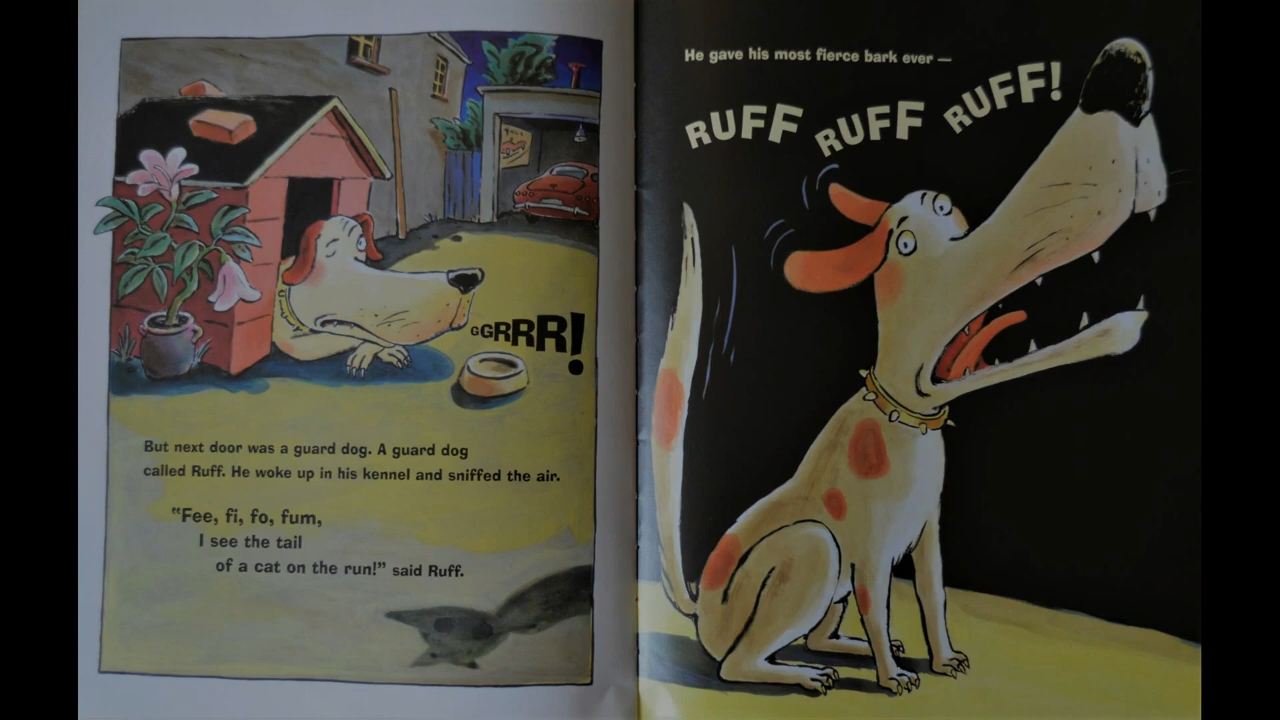 GGRRRR!
But next door was a guard dog. A guard dog
called Ruff. He woke up in his kennel and sniffed the air.
“Fee, fi, fo, fum,
I see the tail
of a cat on the run!” said Ruff.
He gave his most fierce bark ever —
RUFF RUFF RUFF!